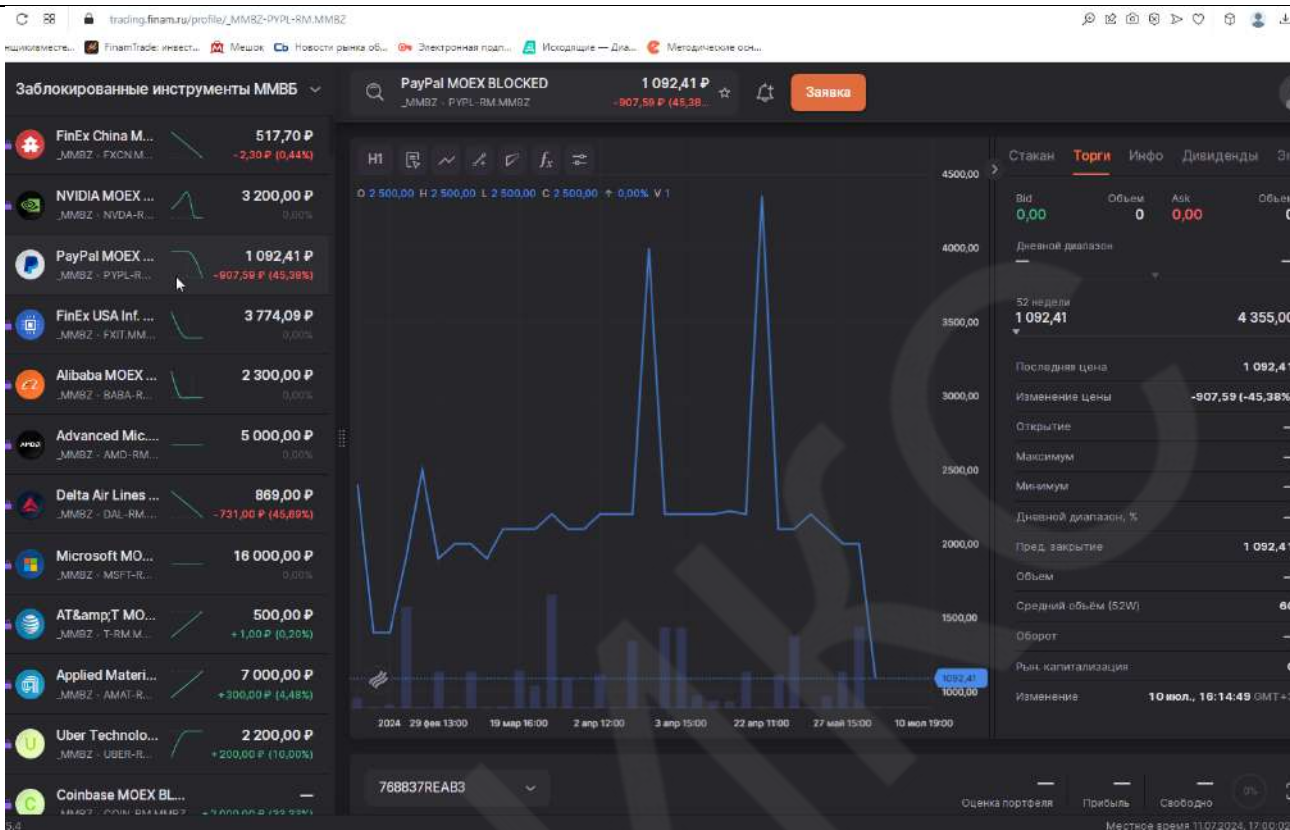 trading.finam.ru/profile/_MMBZ-PYPL-RM.MMBZ
FinamTrade: инвест... Мешок Сь Новости рынка об... Электронная подп... Исходящие — Диа... Методические осн...
Заблокированные инструменты ММВБ
PayPal MOEX BLOCKED 1 092,41 ₽
_MMBZ · PYPL-RM.MMBZ -907,59 ₽ (45,38...
Заявка
FinEx China M... 517,70 ₽
_MMBZ · FXCN.M... -2,30 ₽ (0,44%)
NVIDIA MOEX ... 3 200,00 ₽
_MMBZ · NVDA-R... 0,00%
PayPal MOEX ... 1 092,41 ₽
_MMBZ · PYPL-R... -907,59 ₽ (45,38%)
FinEx USA Inf. ... 3 774,09 ₽
_MMBZ · FXIT.MM... 0,00%
Alibaba MOEX ... 2 300,00 ₽
_MMBZ · BABA-R... 0,00%
Advanced Mic.... 5 000,00 ₽
_MMBZ · AMD-RM... 0,00%
Delta Air Lines ... 869,00 ₽
_MMBZ · DAL-RM.... -731,00 ₽ (45,69%)
Microsoft MO... 16 000,00 ₽
_MMBZ · MSFT-R... 0,00%
AT&amp;T MO... 500,00 ₽
_MMBZ · T-RM.M... +1,00 ₽ (0,20%)
Applied Materi... 7 000,00 ₽
_MMBZ · AMAT-R... +300,00 ₽ (4,48%)
Uber Technolo... 2 200,00 ₽
_MMBZ · UBER-R... +200,00 ₽ (10,00%)
Coinbase MOEX BL... —
H1
O 2 500,00 H 2 500,00 L 2 500,00 C 2 500,00 0,00% V 1
4500,00
4000,00
3500,00
3000,00
2500,00
2000,00
1500,00
1092,41
1000,00
2024 29 фев 13:00 19 мар 16:00 2 апр 12:00 3 апр 15:00 22 апр 11:00 27 май 15:00 10 июл 19:00
Стакан Торги Инфо Дивиденды
Bid Объем Ask
0,00 0 0,00
Дневной диапазон
—
52 недели
1 092,41 4 355,00
Последняя цена 1 092,41
Изменение цены -907,59 (-45,38%
Открытие —
Максимум —
Минимум —
Дневной диапазон, % —
Пред. закрытие 1 092,41
Объем —
Средний объём (52W)
Оборот —
Рын. капитализация
Изменение 10 июл., 16:14:49 GMT+
768837REAB3
— — — 0%
Оценка портфеля Прибыль Свободно
Местное время 11.07.2024, 17:00:02